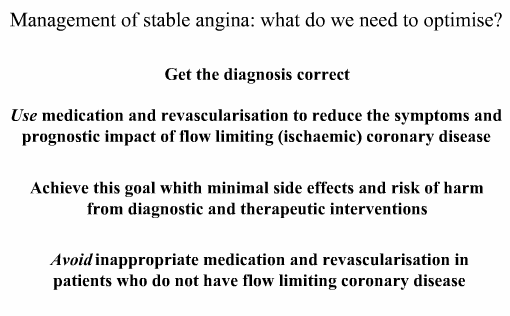 Management of stable angina: what do we need to optimise?
Get the diagnosis correct
Use medication and revascularisation to reduce the symptoms and
prognostic impact of flow limiting (ischaemic) coronary disease
Achieve this goal whith minimal side effects and risk of harm
from diagnostic and therapeutic interventions
Avoid inappropriate medication and revascularisation in
patients who do not have flow limiting coronary disease